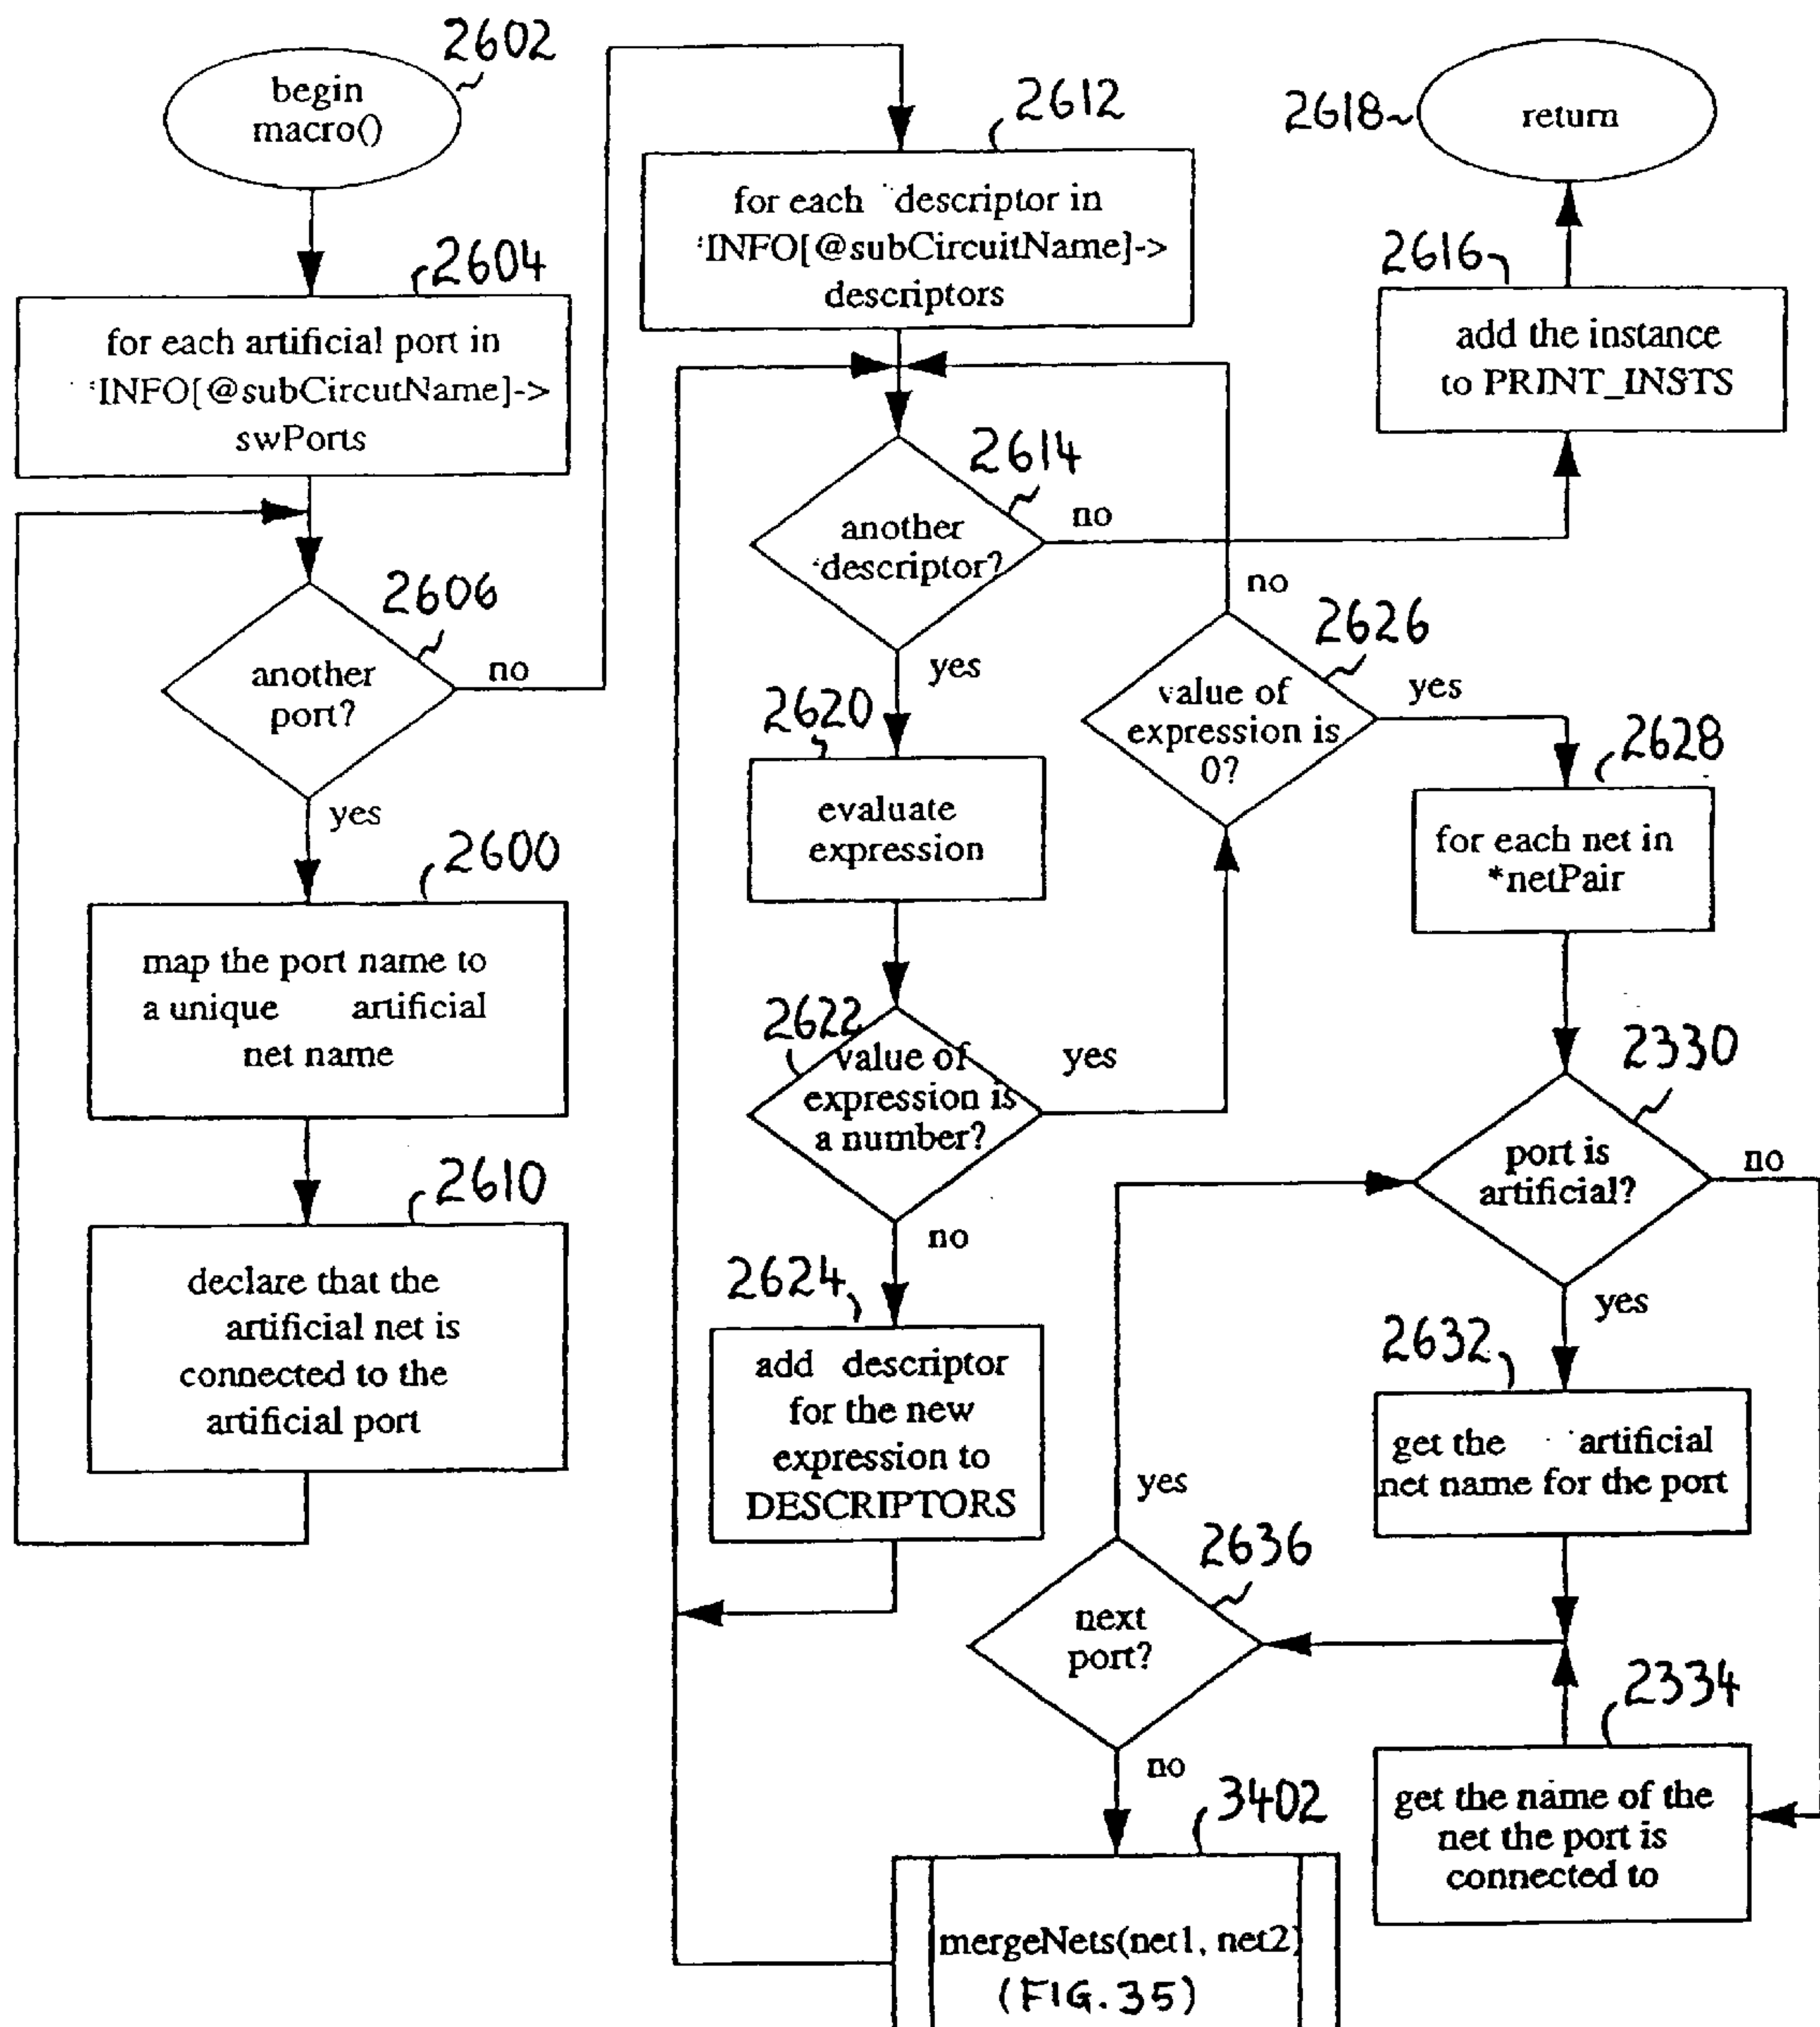 2602
begin
macro()
2604
for each artificial port in
INFO[@subCircutName]->
swPorts
2606
another
port?
no
yes
2600
map the port name to
a unique artificial
net name
2610
declare that the
artificial net is
connected to the
artificial port
2612
for each descriptor in
INFO[@subCircuitName]->
descriptors
2614
another
descriptor?
no
yes
2620
evaluate
expression
2622
value of
expression is
a number?
yes
no
2624
add descriptor
for the new
expression to
DESCRIPTORS
2618
return
2616
add the instance
to PRINT_INSTS
no
2626
value of
expression is
0?
yes
2628
for each net in
*netPair
2330
port is
artificial?
no
yes
2632
get the artificial
net name for the port
yes
2636
next
port?
no
2334
get the name of the
net the port is
connected to
3402
mergeNets(net1, net2)
(FIG.35)